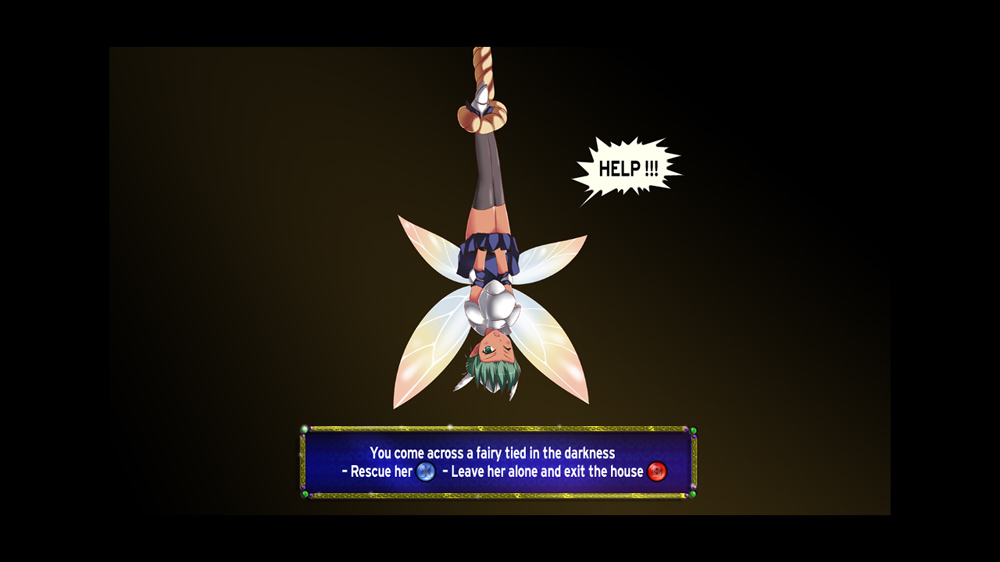 HELP !!!
You come across a fairy tied in the darkness
- Rescue her - Leave her alone and exit the house